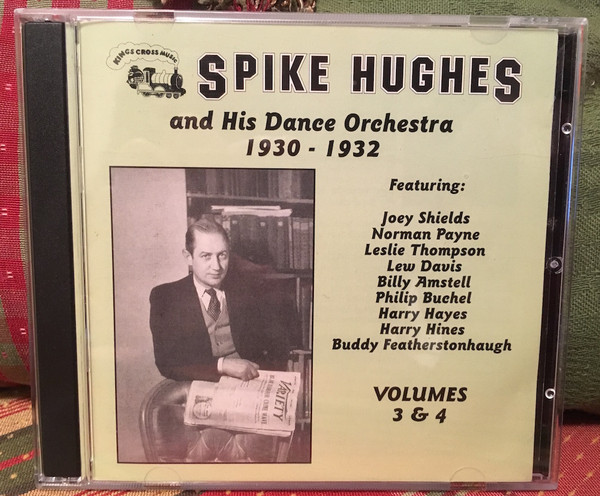 KINGS CROSS MUSIC
SPIKE HUGHES
and His Dance Orchestra
1930 - 1932
Featuring:
Joey Shields
Norman Payne
Leslie Thompson
Lew Davis
Billy Amstell
Philip Buchel
Harry Hayes
Harry Hines
Buddy Featherstonhaugh
VARIETY
VOLUMES
3 & 4